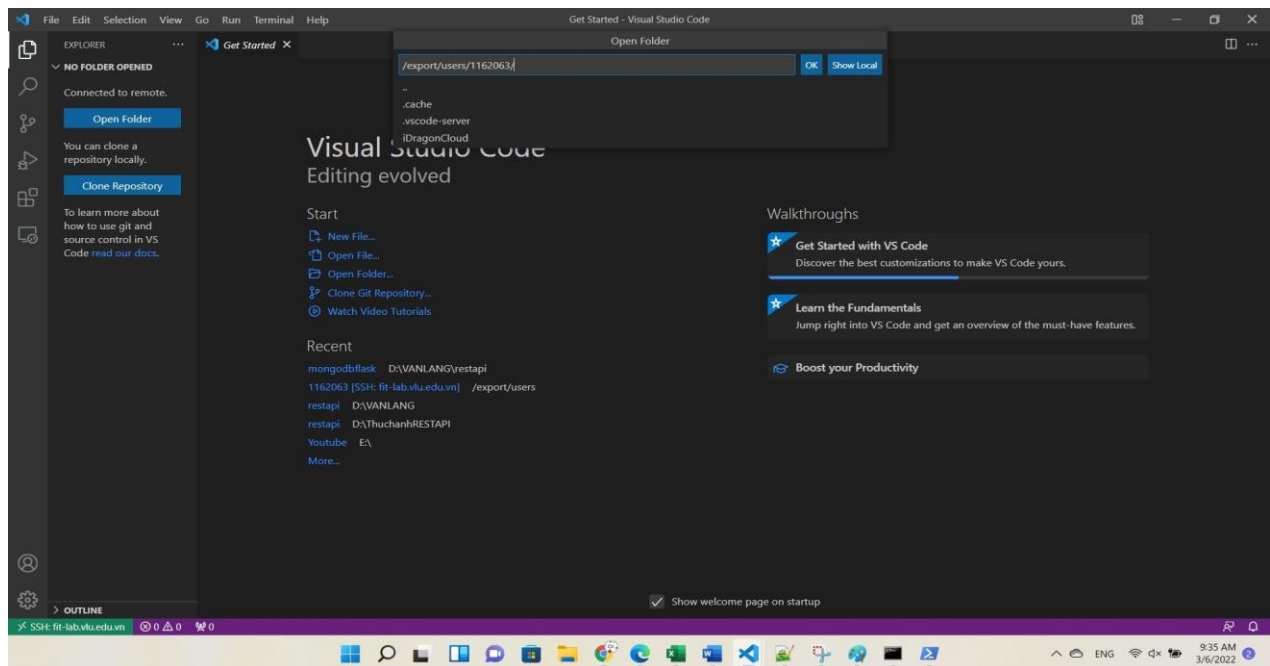 File Edit Selection View Go Run Terminal Help
Get Started - Visual Studio Code
EXPLORER
Get Started
Open Folder
NO FOLDER OPENED
/export/users/1162063/
OK
Show Local
..
.cache
.vscode-server
iDragonCloud
Connected to remote.
Open Folder
You can clone a
repository locally.
Clone Repository
To learn more about
how to use git and
source control in VS
Code read our docs.
Visual Studio Code
Editing evolved
Start
New File...
Open File...
Open Folder...
Clone Git Repository...
Watch Video Tutorials
Recent
mongodbflask D:\VANLANG\restapi
1162063 [SSH: fit-lab.vlu.edu.vn] /export/users
restapi D:\VANLANG
restapi D:\ThuchanhRESTAPI
Youtube E:\
More...
Walkthroughs
Get Started with VS Code
Discover the best customizations to make VS Code yours.
Learn the Fundamentals
Jump right into VS Code and get an overview of the must-have features.
Boost your Productivity
Show welcome page on startup
OUTLINE
SSH: fit-lab.vlu.edu.vn 0 0 0
ENG
9:35 AM
3/6/2022
2